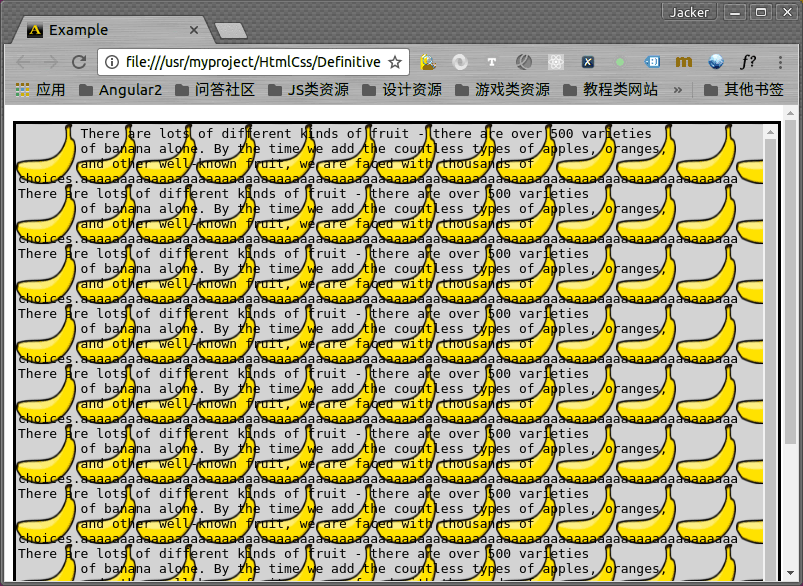 Jacker
Example
file:///usr/myproject/HtmlCss/Definitive
T X m f?
应用 Angular2 问答社区 JS类资源 设计资源 游戏类资源 教程类网站 » 其他书签
There are lots of different kinds of fruit - there are over 500 varieties
of banana alone. By the time we add the countless types of apples, oranges,
and other well-known fruit, we are faced with thousands of
choices.aaaaaaaaaaaaaaaaaaaaaaaaaaaaaaaaaaaaaaaaaaaaaaaaaaaaaaaaaaaaaaaaaaaaaaaaaaaaaaaaaaaa
There are lots of different kinds of fruit - there are over 500 varieties
of banana alone. By the time we add the countless types of apples, oranges,
and other well-known fruit, we are faced with thousands of
choices.aaaaaaaaaaaaaaaaaaaaaaaaaaaaaaaaaaaaaaaaaaaaaaaaaaaaaaaaaaaaaaaaaaaaaaaaaaaaaaaaaaaa
There are lots of different kinds of fruit - there are over 500 varieties
of banana alone. By the time we add the countless types of apples, oranges,
and other well-known fruit, we are faced with thousands of
choices.aaaaaaaaaaaaaaaaaaaaaaaaaaaaaaaaaaaaaaaaaaaaaaaaaaaaaaaaaaaaaaaaaaaaaaaaaaaaaaaaaaaa
There are lots of different kinds of fruit - there are over 500 varieties
of banana alone. By the time we add the countless types of apples, oranges,
and other well-known fruit, we are faced with thousands of
choices.aaaaaaaaaaaaaaaaaaaaaaaaaaaaaaaaaaaaaaaaaaaaaaaaaaaaaaaaaaaaaaaaaaaaaaaaaaaaaaaaaaaa
There are lots of different kinds of fruit - there are over 500 varieties
of banana alone. By the time we add the countless types of apples, oranges,
and other well-known fruit, we are faced with thousands of
choices.aaaaaaaaaaaaaaaaaaaaaaaaaaaaaaaaaaaaaaaaaaaaaaaaaaaaaaaaaaaaaaaaaaaaaaaaaaaaaaaaaaaa
There are lots of different kinds of fruit - there are over 500 varieties
of banana alone. By the time we add the countless types of apples, oranges,
and other well-known fruit, we are faced with thousands of
choices.aaaaaaaaaaaaaaaaaaaaaaaaaaaaaaaaaaaaaaaaaaaaaaaaaaaaaaaaaaaaaaaaaaaaaaaaaaaaaaaaaaaa
There are lots of different kinds of fruit - there are over 500 varieties
of banana alone. By the time we add the countless types of apples, oranges,
and other well-known fruit, we are faced with thousands of
choices.aaaaaaaaaaaaaaaaaaaaaaaaaaaaaaaaaaaaaaaaaaaaaaaaaaaaaaaaaaaaaaaaaaaaaaaaaaaaaaaaaaaa
There are lots of different kinds of fruit - there are over 500 varieties
of banana alone. By the time we add the countless types of apples, oranges,